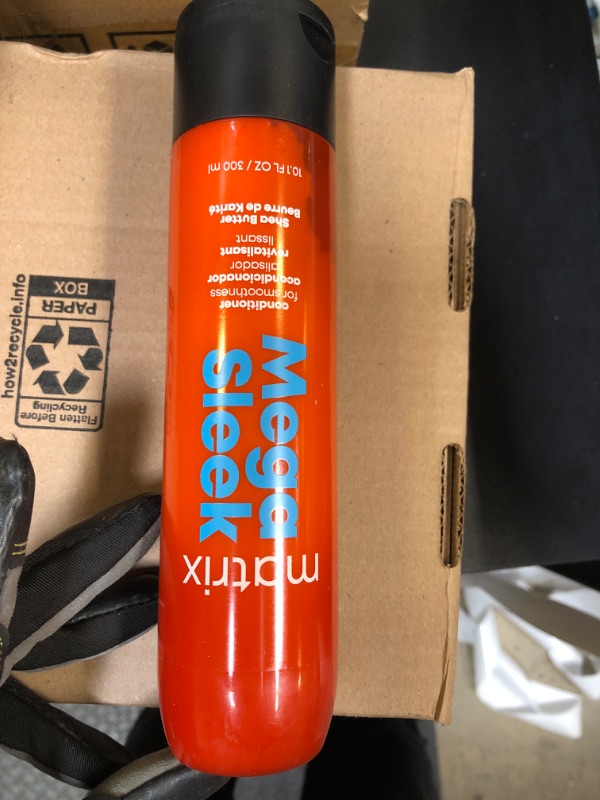 matrix
Mega
Sleek
conditioner
for smoothness
acondicionador
alisador
revitalisant
lissant
Shea Butter
Beurre de Karité
10.1 FL OZ / 300 ml
Flatten Before
Recycling
PAPER
BOX
how2recycle.info